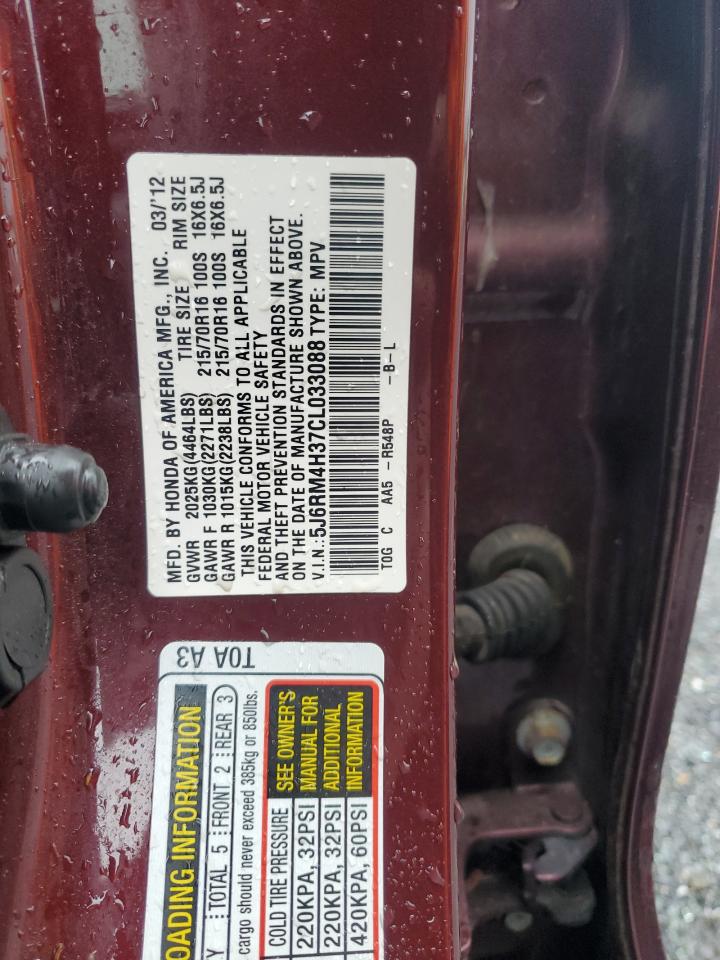 MFD. BY HONDA OF AMERICA MFG., INC. 03/'12
GVWR 2025KG(4464LBS) TIRE SIZE RIM SIZE
GAWR F 1030KG(2271LBS) 215/70R16 100S 16X6.5J
GAWR R 1015KG(2238LBS) 215/70R16 100S 16X6.5J
THIS VEHICLE CONFORMS TO ALL APPLICABLE
FEDERAL MOTOR VEHICLE SAFETY
AND THEFT PREVENTION STANDARDS IN EFFECT
ON THE DATE OF MANUFACTURE SHOWN ABOVE.
V.I.N.:5J6RM4H37CL033088 TYPE: MPV
T0G C AA5 -R548P -B-L
T0A A3
OADING INFORMATION
Y TOTAL 5 FRONT 2 REAR 3
cargo should never exceed 385kg or 850lbs.
COLD TIRE PRESSURE
220KPA, 32PSI
220KPA, 32PSI
420KPA, 60PSI
SEE OWNER'S
MANUAL FOR
ADDITIONAL
INFORMATION